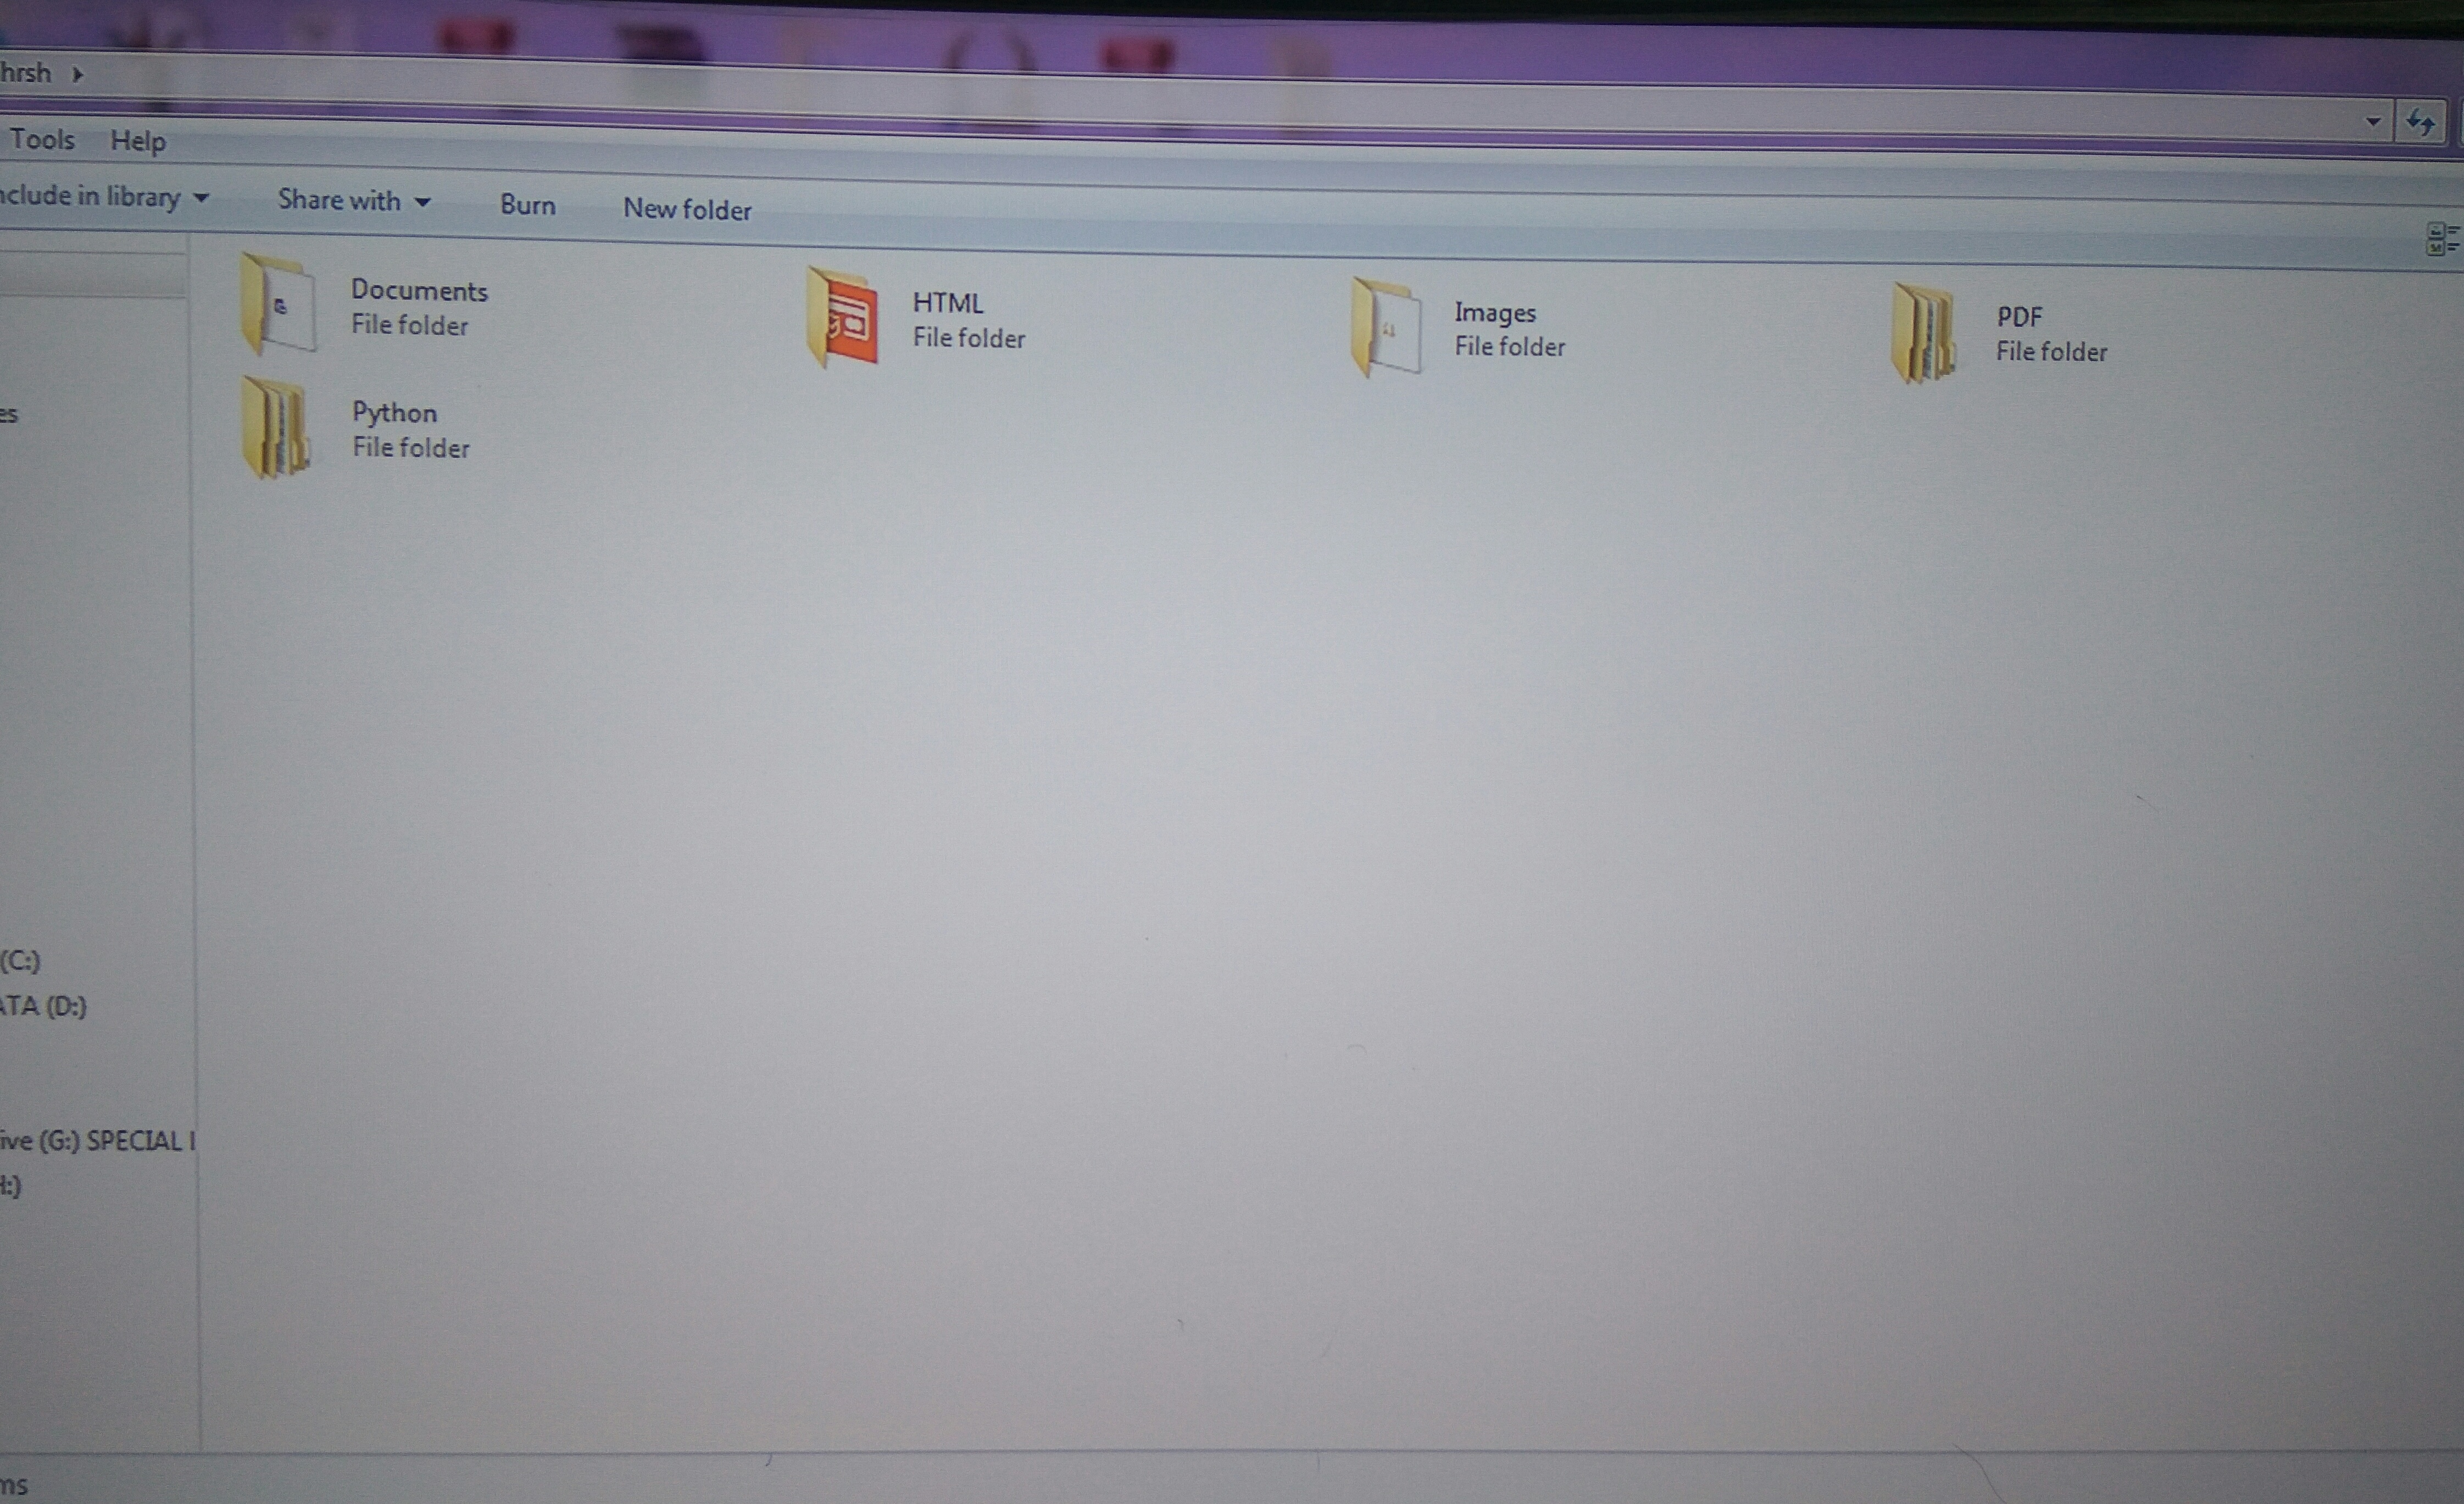 hrsh
Tools Help
nclude in library Share with Burn New folder
Documents
File folder
HTML
File folder
Images
File folder
PDF
File folder
Python
File folder
es
(C:)
ATA (D:)
ive (G:) SPECIAL
:)
ms